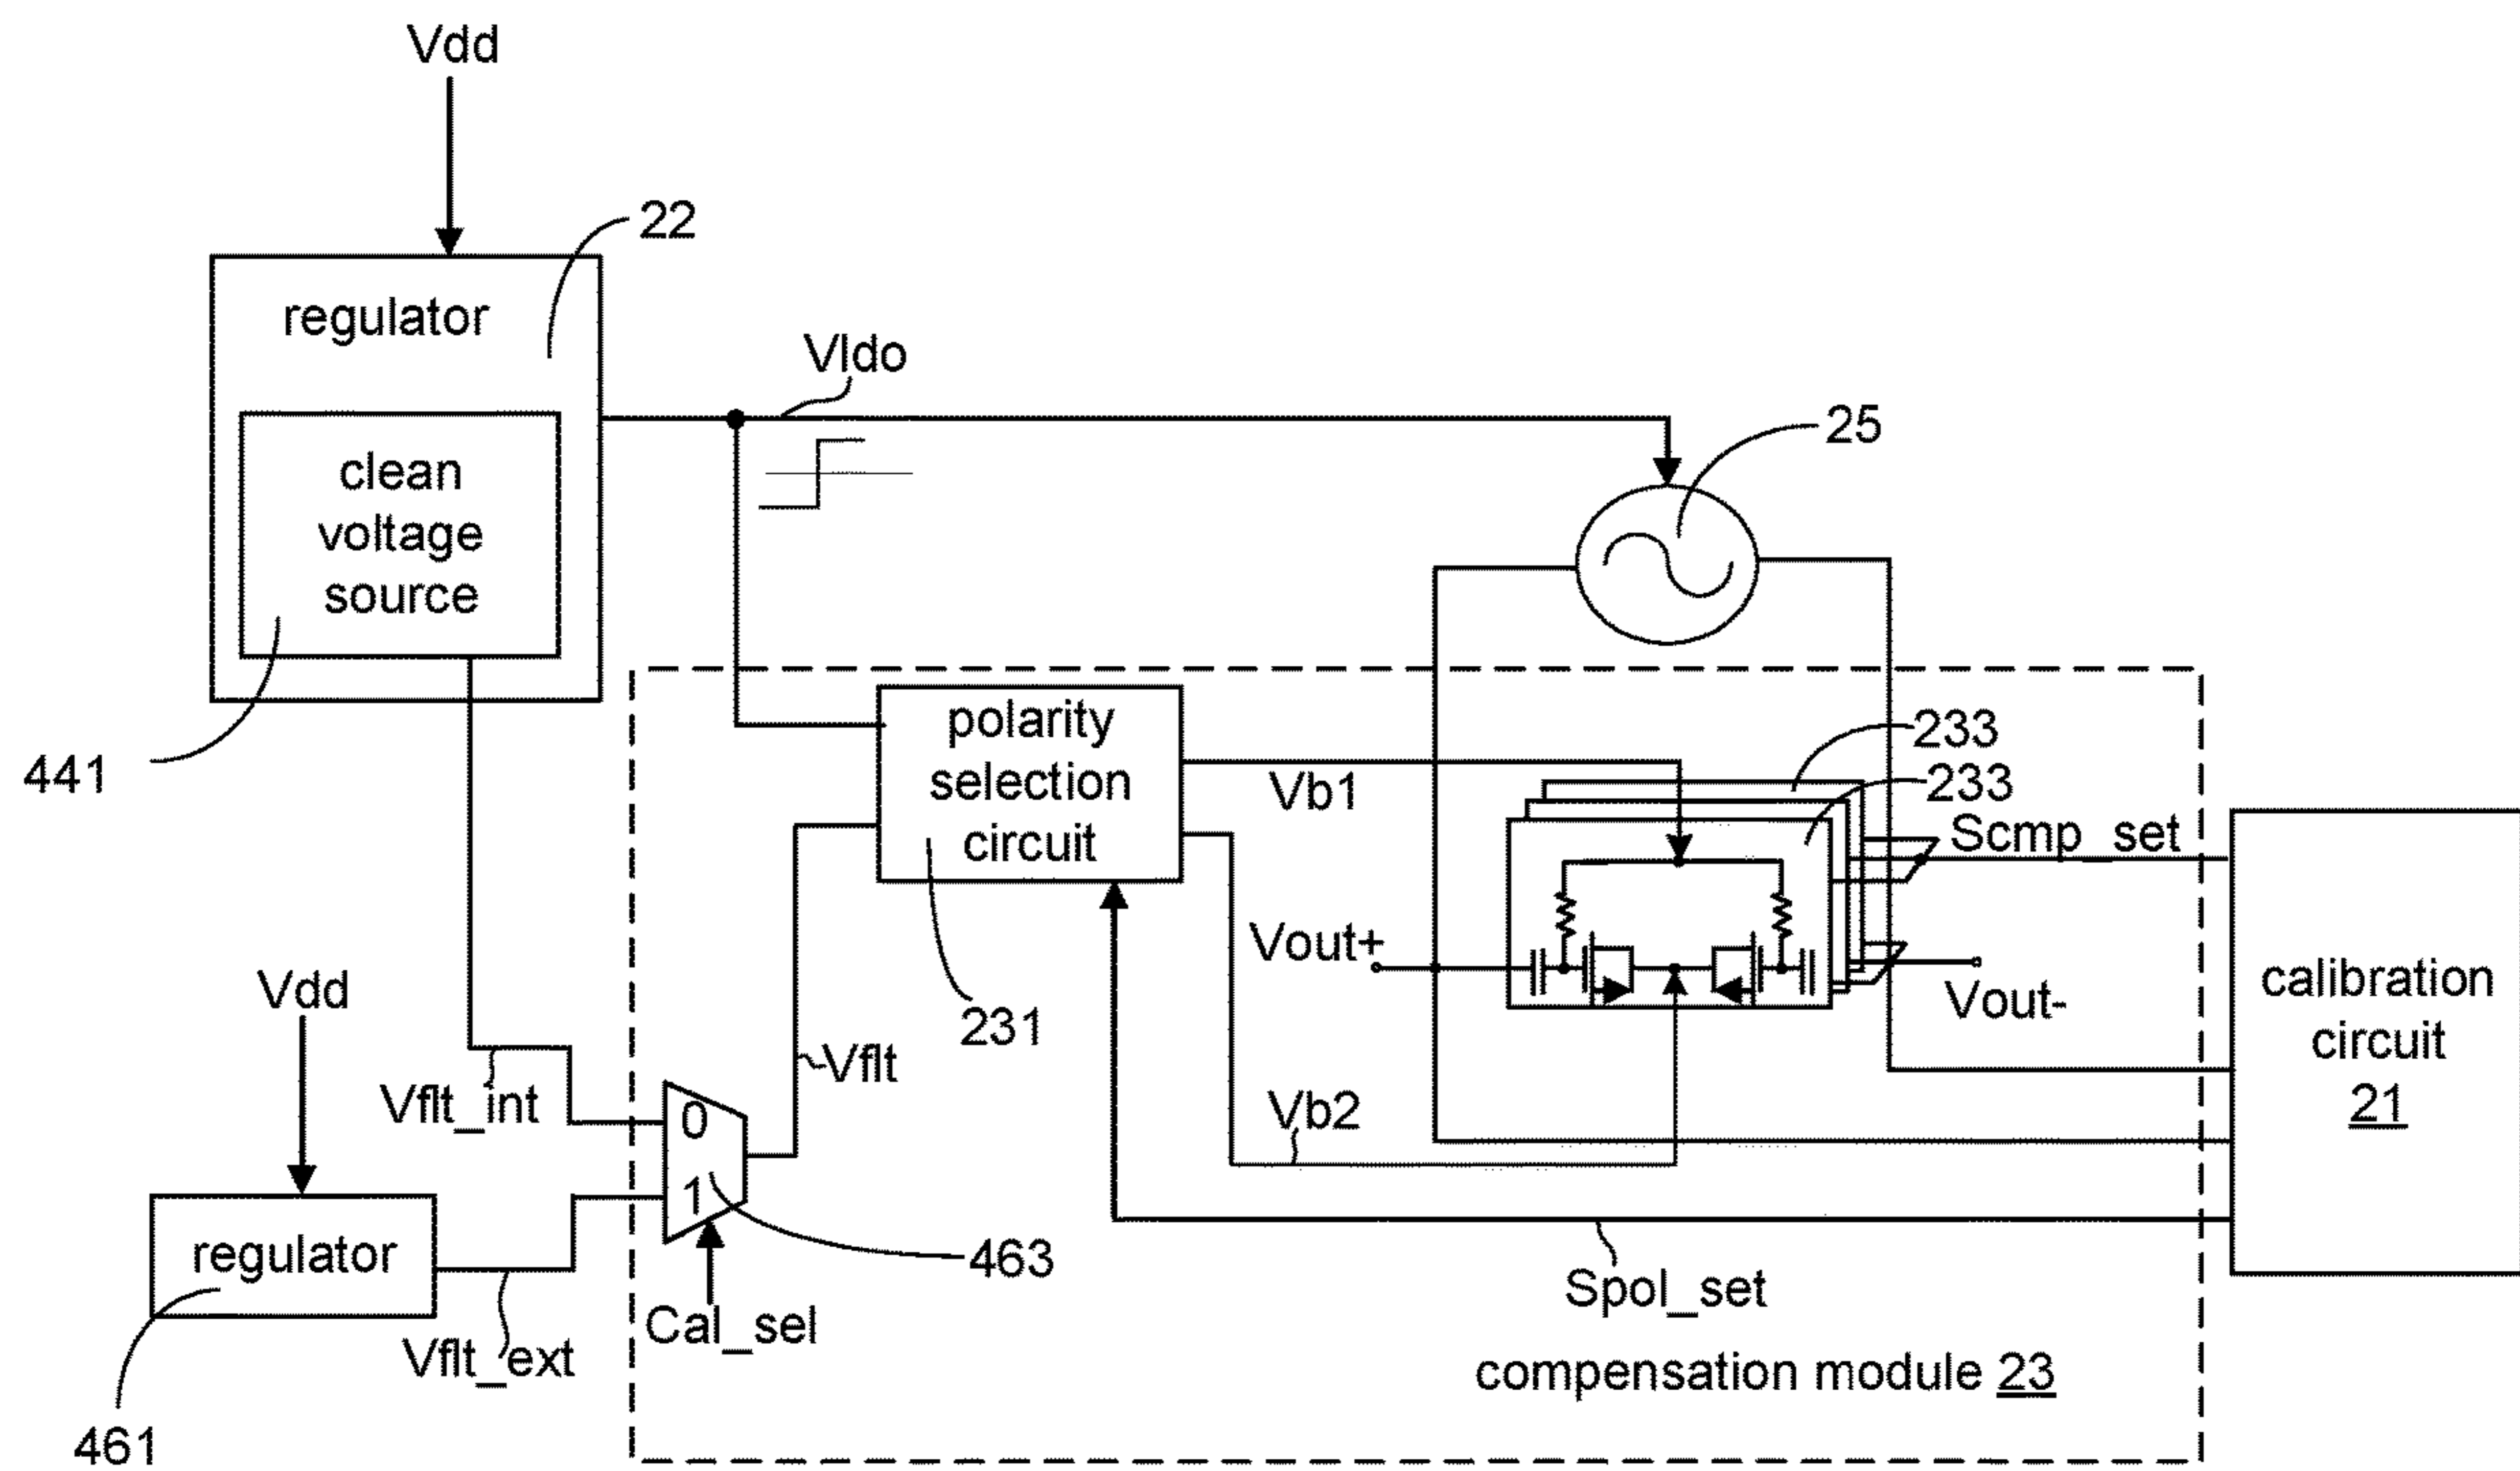 Vdd
22
regulator
Vldo
25
clean
voltage
source
polarity
selection
circuit
233
233
441
Vb1
Scmp_set
Vout+
Vdd
231
Vout-
calibration
circuit
21
Vflt
Vflt_int
Vb2
0
1
regulator
463
Spol_set
Cal_sel
Vflt_ext
compensation module 23
461